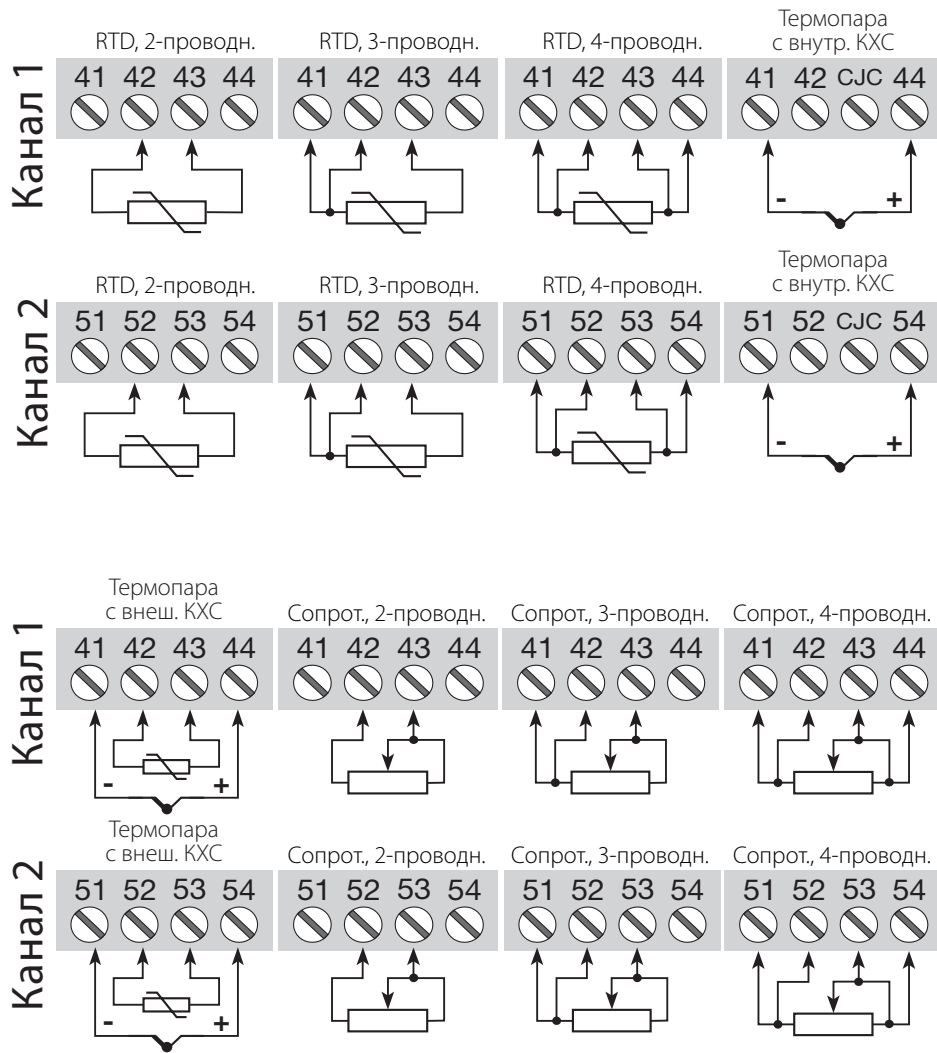 Канал 1
RTD, 2-проводн.
41 42 43 44
RTD, 3-проводн.
41 42 43 44
RTD, 4-проводн.
41 42 43 44
Термопара
с внутр. КХС
41 42 CJC 44
- +
Канал 2
RTD, 2-проводн.
51 52 53 54
RTD, 3-проводн.
51 52 53 54
RTD, 4-проводн.
51 52 53 54
Термопара
с внутр. КХС
51 52 CJC 54
- +
Канал 1
Термопара
с внеш. КХС
41 42 43 44
- +
Сопрот., 2-проводн.
41 42 43 44
Сопрот., 3-проводн.
41 42 43 44
Сопрот., 4-проводн.
41 42 43 44
Канал 2
Термопара
с внеш. КХС
51 52 53 54
- +
Сопрот., 2-проводн.
51 52 53 54
Сопрот., 3-проводн.
51 52 53 54
Сопрот., 4-проводн.
51 52 53 54